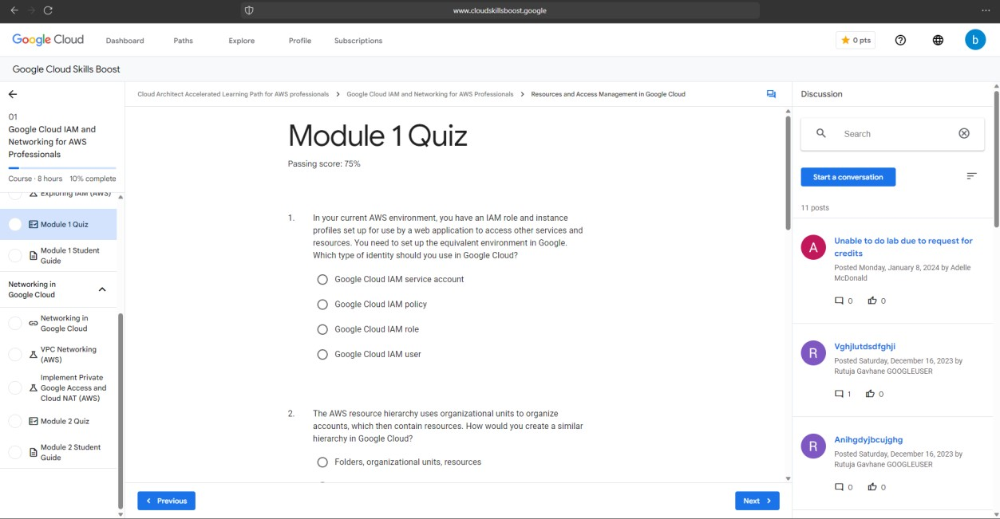 www.cloudskillsboost.google
Google Cloud
Dashboard
Paths
Explore
Profile
Subscriptions
0 pts
b
Google Cloud Skills Boost
01
Google Cloud IAM and
Networking for AWS
Professionals
Course · 8 hours 10% complete
Exploring IAM (AWS)
Module 1 Quiz
Module 1 Student
Guide
Networking in
Google Cloud
Networking in
Google Cloud
VPC Networking
(AWS)
Implement Private
Google Access and
Cloud NAT (AWS)
Module 2 Quiz
Module 2 Student
Guide
Cloud Architect Accelerated Learning Path for AWS professionals
Google Cloud IAM and Networking for AWS Professionals
Resources and Access Management in Google Cloud
Module 1 Quiz
Passing score: 75%
1. In your current AWS environment, you have an IAM role and instance
profiles set up for use by a web application to access other services and
resources. You need to set up the equivalent environment in Google.
Which type of identity should you use in Google Cloud?
Google Cloud IAM service account
Google Cloud IAM policy
Google Cloud IAM role
Google Cloud IAM user
2. The AWS resource hierarchy uses organizational units to organize
accounts, which then contain resources. How would you create a similar
hierarchy in Google Cloud?
Folders, organizational units, resources
Previous
Next
Discussion
Search
Start a conversation
11 posts
A
Unable to do lab due to request for
credits
Posted Monday, January 8, 2024 by Adelle
McDonald
0 0
R
Vghjlutdsdfghji
Posted Saturday, December 16, 2023 by
Rutuja Gavhane GOOGLEUSER
1 0
R
Anihgdyjbcujghg
Posted Saturday, December 16, 2023 by
Rutuja Gavhane GOOGLEUSER
0 0